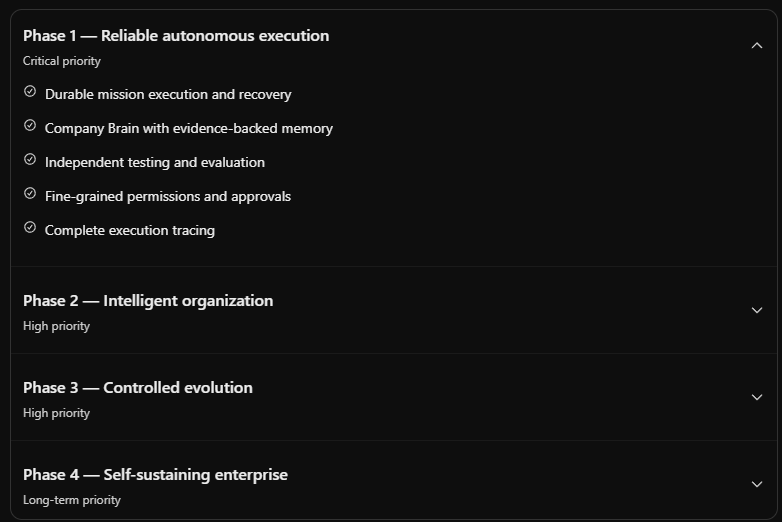 Phase 1 — Reliable autonomous execution
Critical priority
Durable mission execution and recovery
Company Brain with evidence-backed memory
Independent testing and evaluation
Fine-grained permissions and approvals
Complete execution tracing
Phase 2 — Intelligent organization
High priority
Phase 3 — Controlled evolution
High priority
Phase 4 — Self-sustaining enterprise
Long-term priority